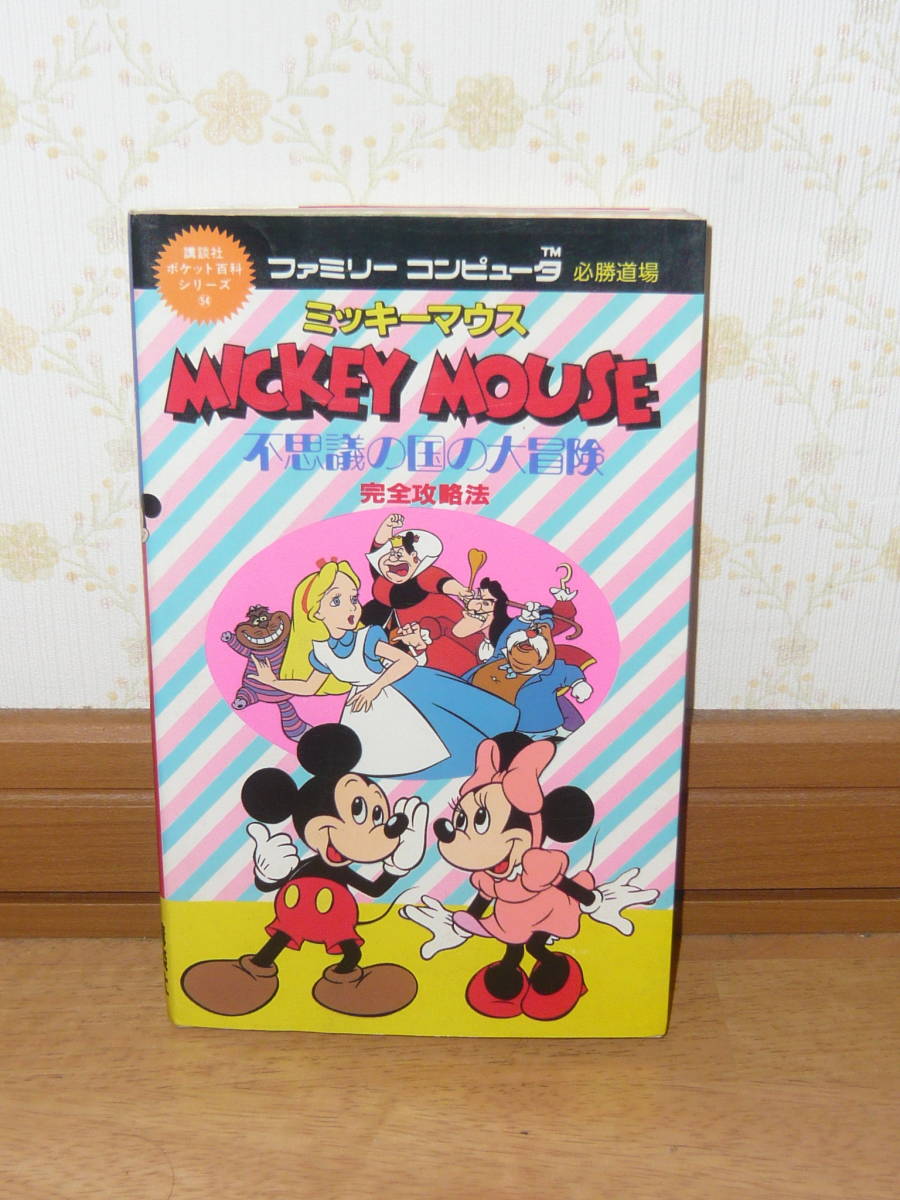 講談社
ポケット百科
シリーズ
54
ファミリー コンピュータ™ 必勝道場
ミッキーマウス
MICKEY MOUSE
不思議の国の大冒険
完全攻略法